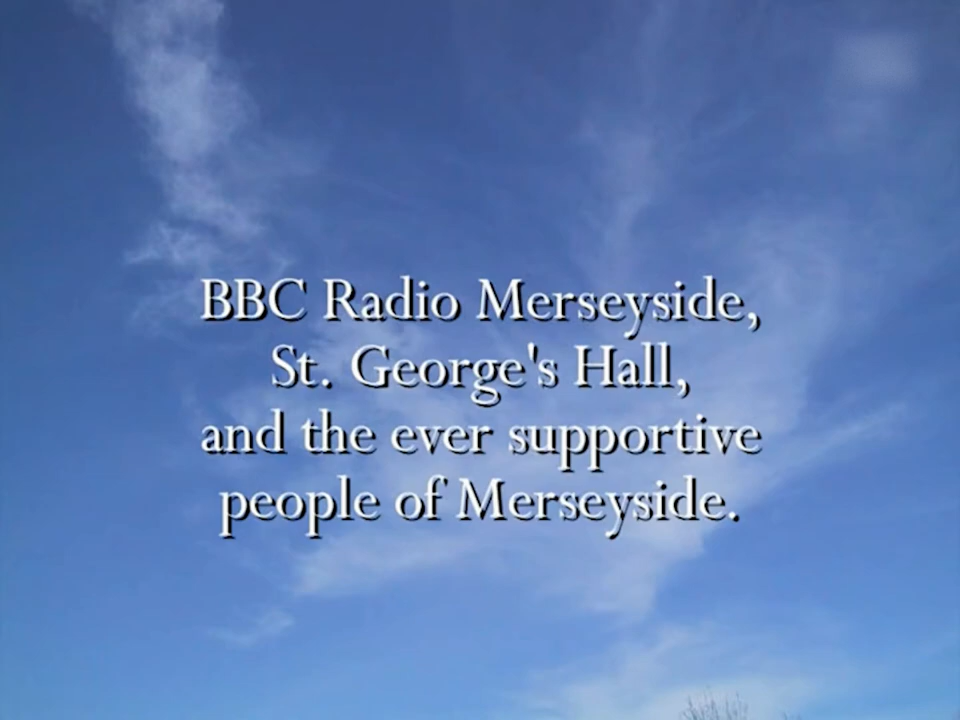 BBC Radio Merseyside,
St. George's Hall,
and the ever supportive
people of Merseyside.